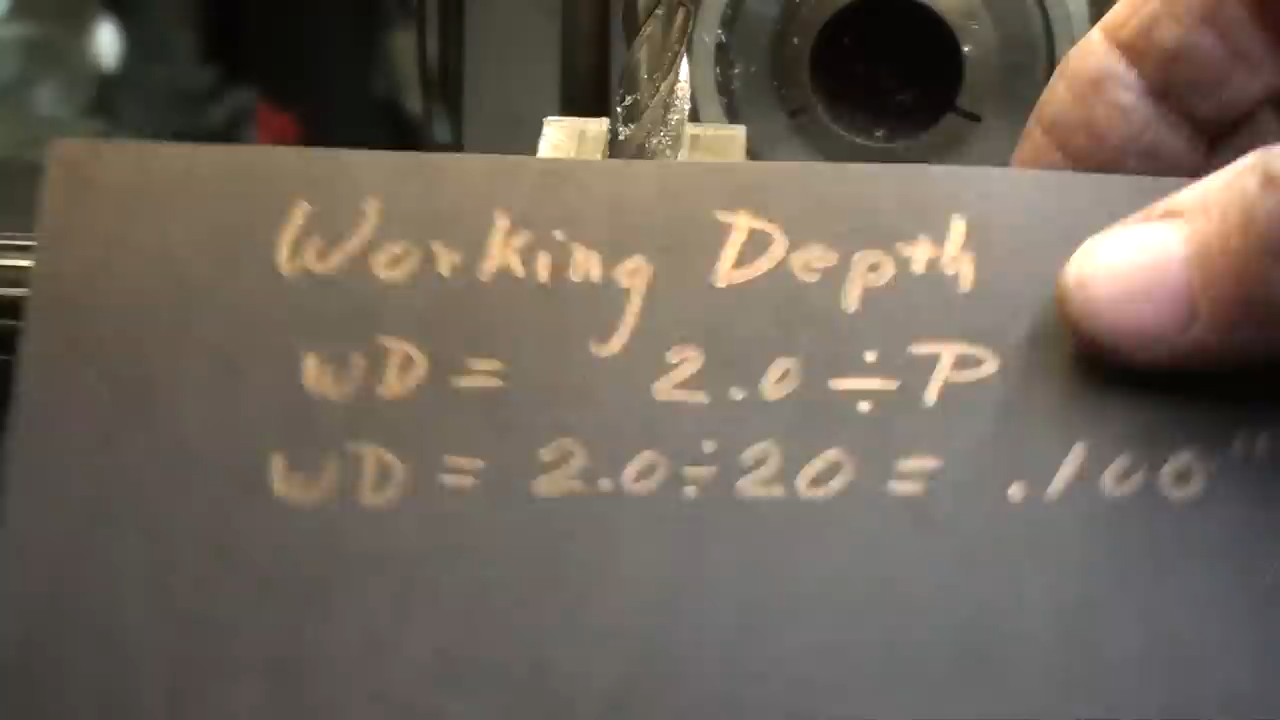 Working Depth
WD = 2.0 ÷ P
WD = 2.0 ÷ 20 = .100"